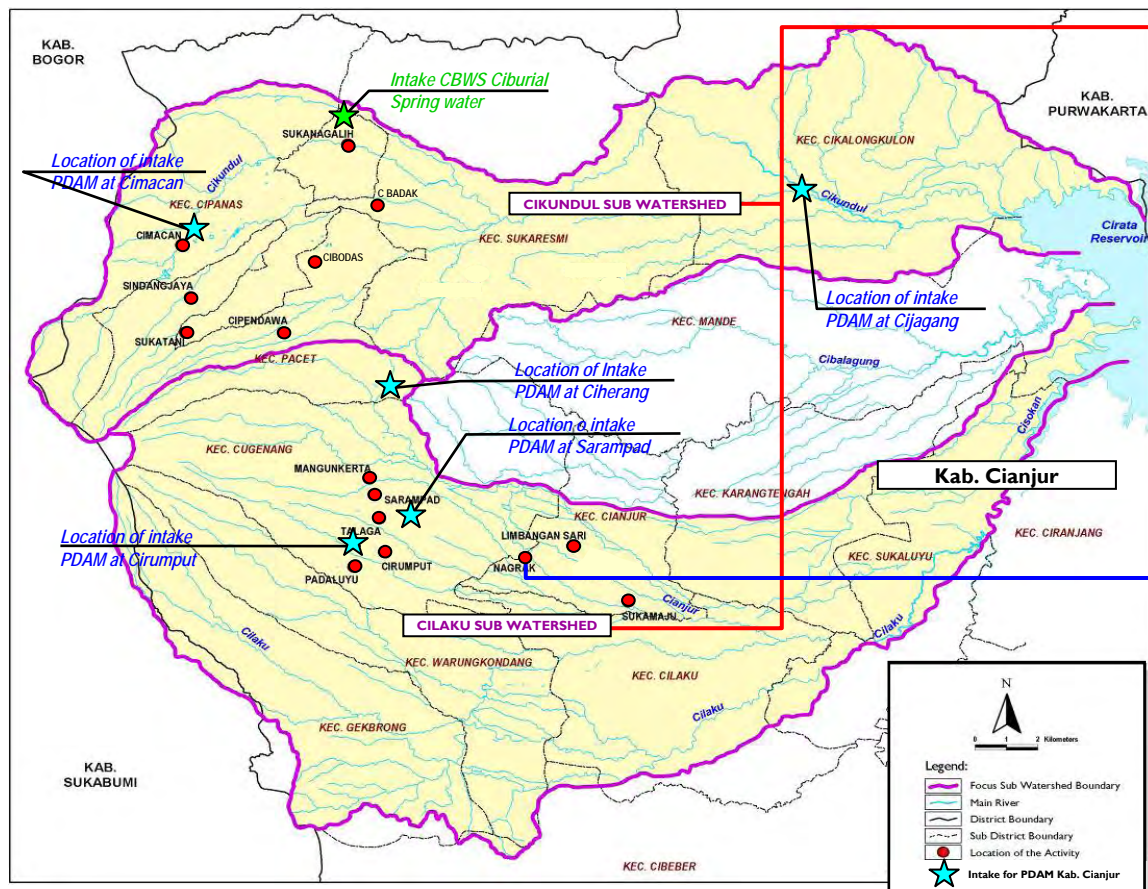 KAB.
BOGOR
Intake CBWS Ciburial
Spring water
KAB.
PURWAKARTA
SUKANAGALIH
KEC. CIKALONGKULON
Location of intake
PDAM at Cimacan
Cikundul
KEC. CIPANAS
C BADAK
CIKUNDUL SUB WATERSHED
Cikundul
Cirata
Reservoir
CIMACAN
KEC. SUKARESMI
CIBODAS
SINDANGJAYA
Location of intake
PDAM at Cijagang
CIPENDAWA
SUKATANI
KEC. MANDE
KEC. PACET
Cibalagung
Location of Intake
PDAM at Ciherang
Location o intake
PDAM at Sarampad
Cisokan
KEC. CUGENANG
MANGUNKERTA
Kab. Cianjur
SARAMPAD
KEC. KARANGTENGAH
KEC. CIANJUR
TALAGA
LIMBANGAN SARI
KEC. CIRANJANG
Location of intake
PDAM at Cirumput
CIRUMPUT
NAGRAK
KEC. SUKALUYU
PADALUYU
Cianjur
SUKAMAJU
CILAKU SUB WATERSHED
Cilaku
Cilaku
KEC. WARUNGKONDANG
KEC. CILAKU
Cilaku
KEC. GEKBRONG
KAB.
SUKABUMI
KEC. CIBEBER
N
0 1 2 Kilometers
Legend:
Focus Sub Watershed Boundary
Main River
District Boundary
Sub District Boundary
Location of the Activity
Intake for PDAM Kab. Cianjur